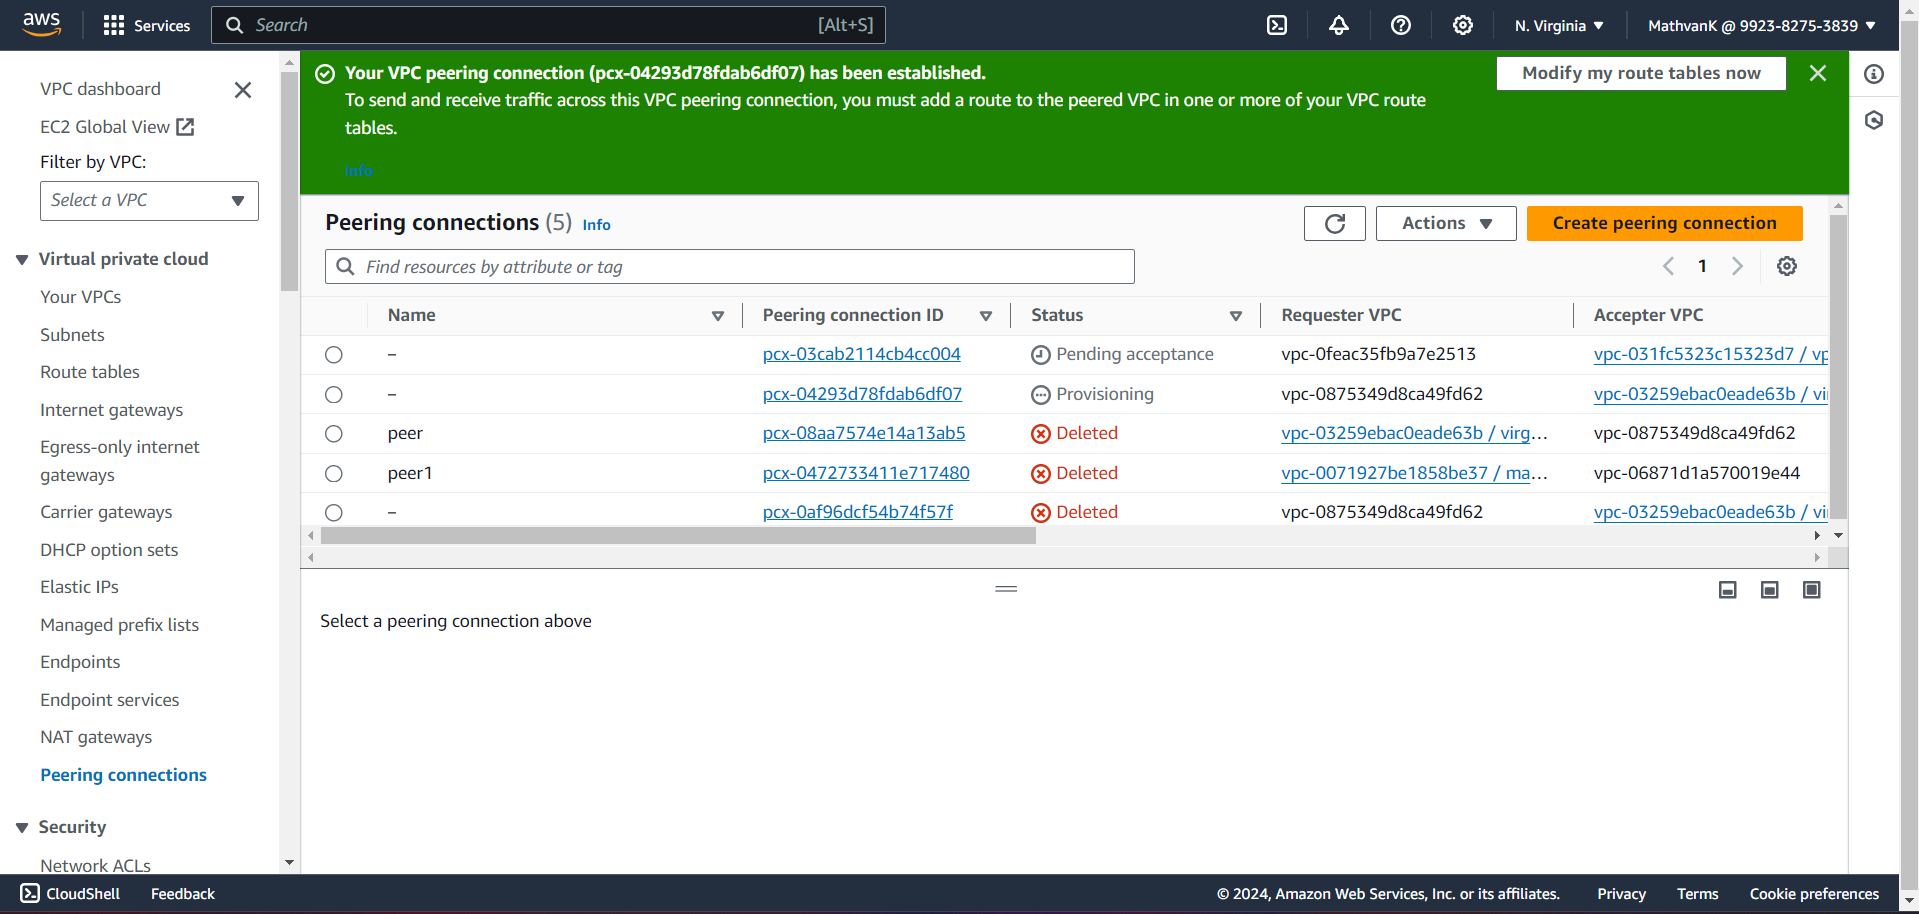 aws
Services
Search
[Alt+S]
N. Virginia
MathvanK @ 9923-8275-3839
VPC dashboard
EC2 Global View
Filter by VPC:
Select a VPC
Virtual private cloud
Your VPCs
Subnets
Route tables
Internet gateways
Egress-only internet
gateways
Carrier gateways
DHCP option sets
Elastic IPs
Managed prefix lists
Endpoints
Endpoint services
NAT gateways
Peering connections
Security
Network ACLs
Your VPC peering connection (pcx-04293d78fdab6df07) has been established.
To send and receive traffic across this VPC peering connection, you must add a route to the peered VPC in one or more of your VPC route
tables.
Info
Modify my route tables now
Peering connections (5) Info
Actions
Create peering connection
Find resources by attribute or tag
1
Name Peering connection ID Status Requester VPC Accepter VPC
– pcx-03cab2114cb4cc004 Pending acceptance vpc-0feac35fb9a7e2513 vpc-031fc5323c15323d7 / vp
– pcx-04293d78fdab6df07 Provisioning vpc-0875349d8ca49fd62 vpc-03259ebac0eade63b / vi
peer pcx-08aa7574e14a13ab5 Deleted vpc-03259ebac0eade63b / virg... vpc-0875349d8ca49fd62
peer1 pcx-0472733411e717480 Deleted vpc-0071927be1858be37 / ma... vpc-06871d1a570019e44
– pcx-0af96dcf54b74f57f Deleted vpc-0875349d8ca49fd62 vpc-03259ebac0eade63b / vi
Select a peering connection above
CloudShell
Feedback
© 2024, Amazon Web Services, Inc. or its affiliates.
Privacy
Terms
Cookie preferences